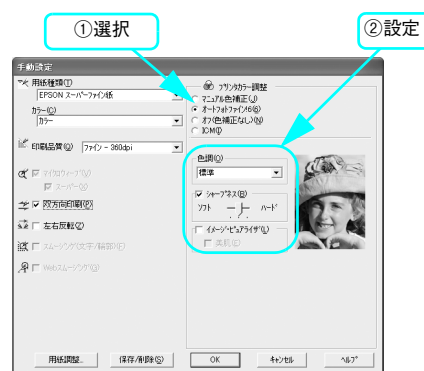 ①選択
②設定
手動設定
用紙種類(T)
EPSON スーパーファイン紙
カラー(C)
カラー
印刷品質(Q)
ファイン - 360dpi
マイクロウィーブ(V)
スーパー(X)
双方向印刷(P)
左右反転(Z)
スムージング(文字/輪郭)(F)
Webスムージング(G)
プリンタカラー調整
マニュアル色補正(J)
オートフォトファイン!6(6)
オフ(色補正なし)(N)
ICM(I)
色調(O)
標準
シャープネス(R)
ソフト
ハード
イメージ・ピュアライザ(L)
美肌(E)
用紙調整...
保存/削除(S)
OK
キャンセル
ヘルプ